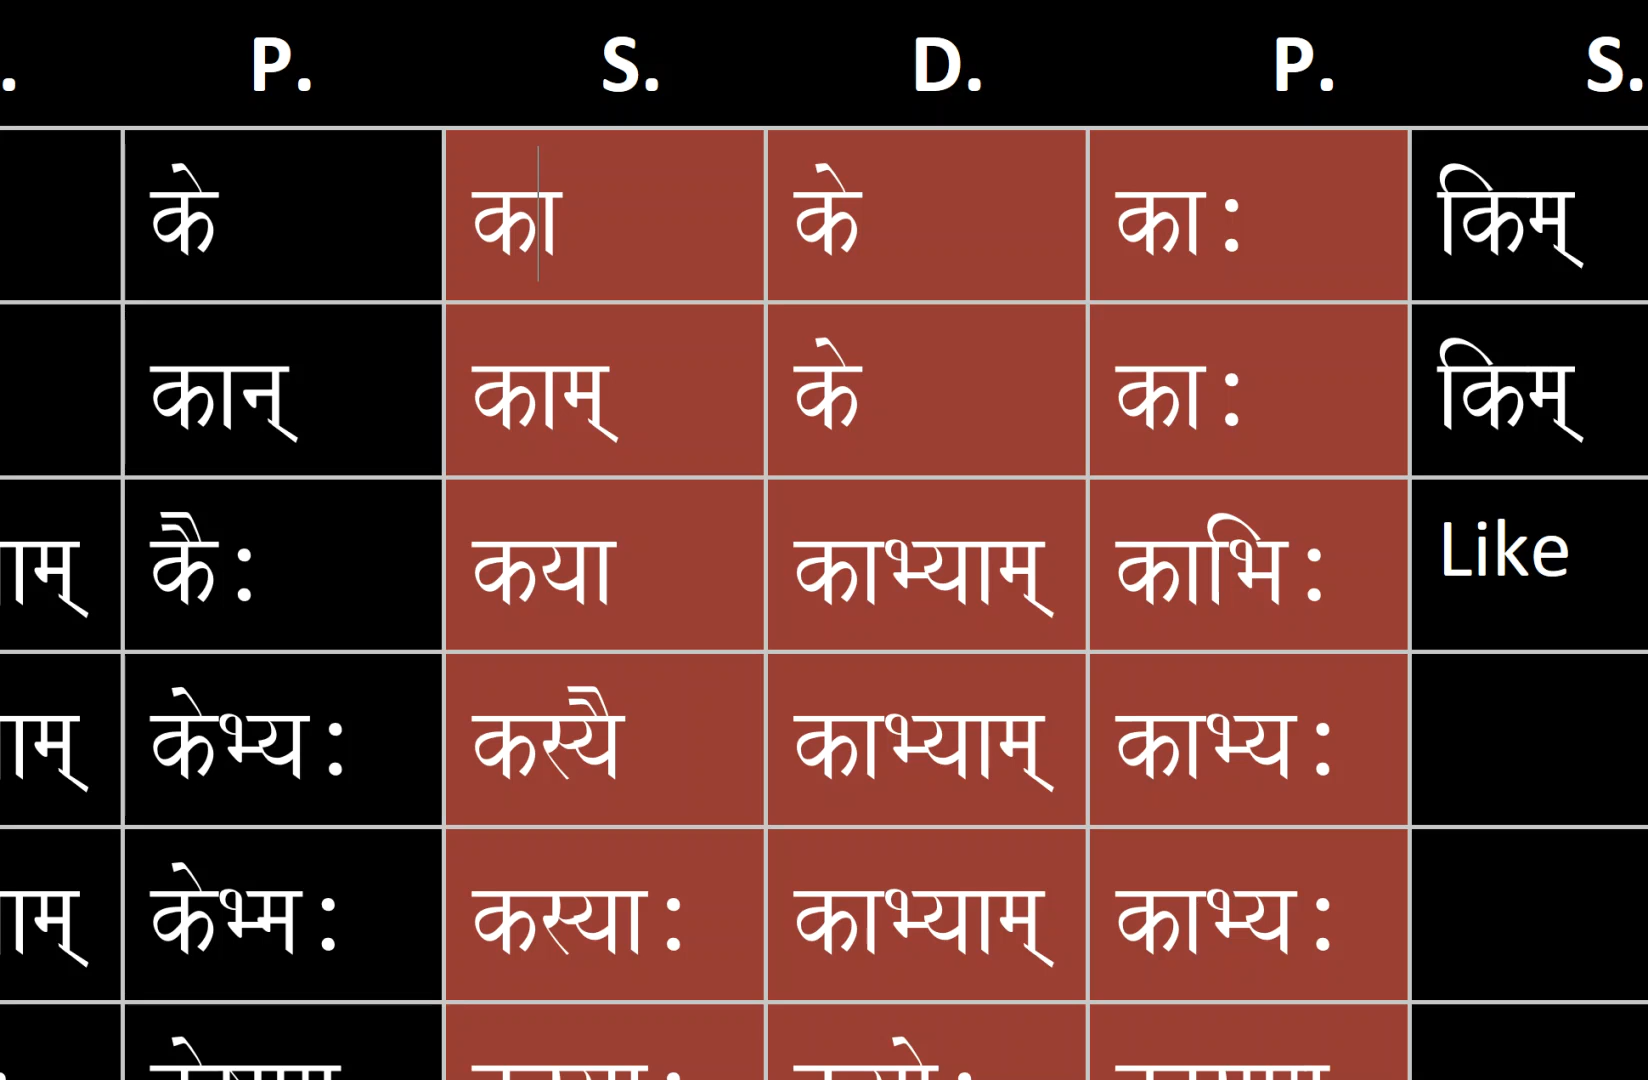 P. S. D. P. S.
के का के का: किम्
कान् काम् के का: किम्
कै: कया काभ्याम् काभि: Like
केभ्य: कस्यै काभ्याम् काभ्य:
केभ्म: कस्या: काभ्याम् काभ्य: